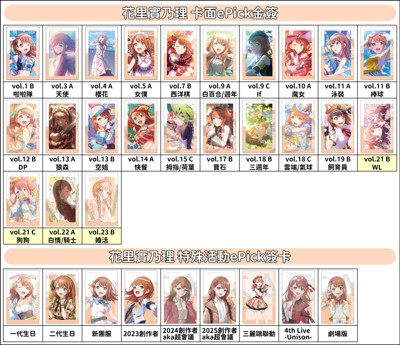 花里實乃理 卡面ePick金簽
vol.1 B vol.3 A vol.4 A vol.5 A vol.7 B vol.9 A vol.9 C vol.10 A vol.11 A vol.11 B
啦啦隊 天使 櫻花 女僕 西洋棋 白百合/週年 If 魔女 泳裝 棒球
vol.12 B vol.13 A vol.13 B vol.14 A vol.15 C vol.17 B vol.18 B vol.18 C vol.19 B vol.21 B
DP 狼森 空姐 快餐 拇指/荷葉 寶石 三週年 雲端/氣球 飼育員 WL
vol.21 C vol.22 A vol.23 B
狗狗 白情/騎士 婚活
花里實乃理 特殊活動ePick簽卡
一代生日 二代生日 新團服 2023創作者 2024創作者 2025創作者 三麗鷗聯動 4th Live 劇場版
aka超會議 aka超會議 -Unison-